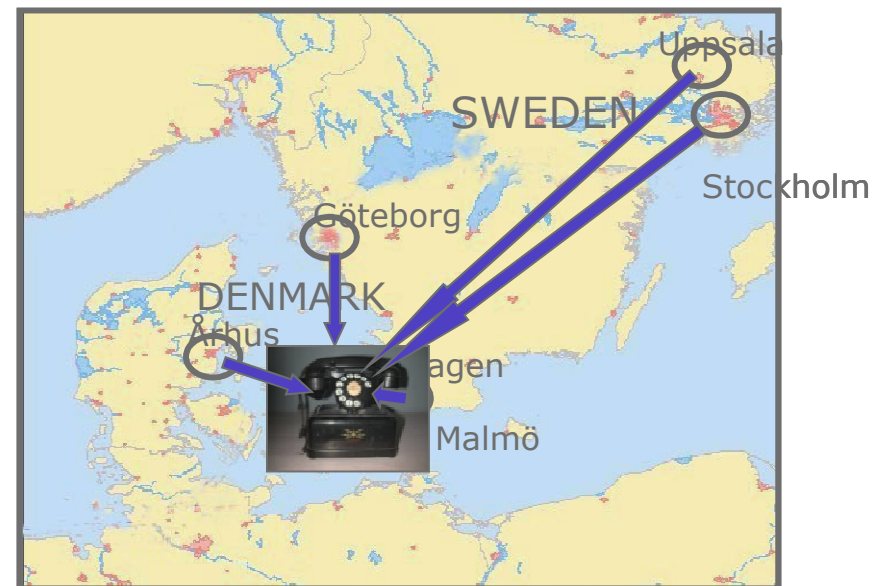 Uppsala
SWEDEN
Stockholm
Göteborg
DENMARK
Århus
agen
Malmö